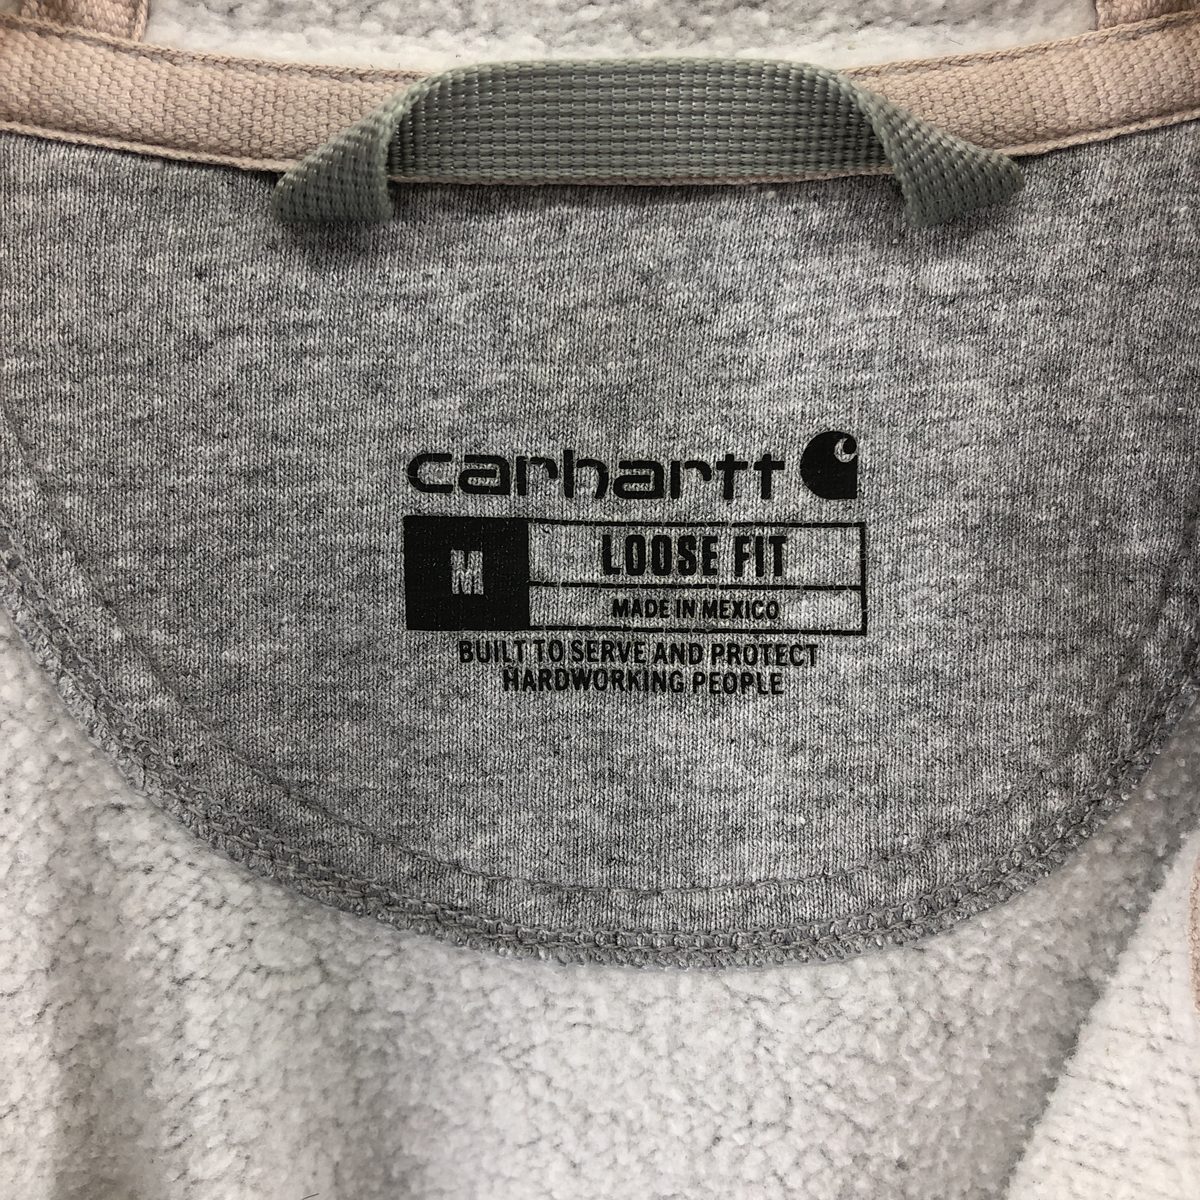 carhartt
M
LOOSE FIT
MADE IN MEXICO
BUILT TO SERVE AND PROTECT
HARDWORKING PEOPLE